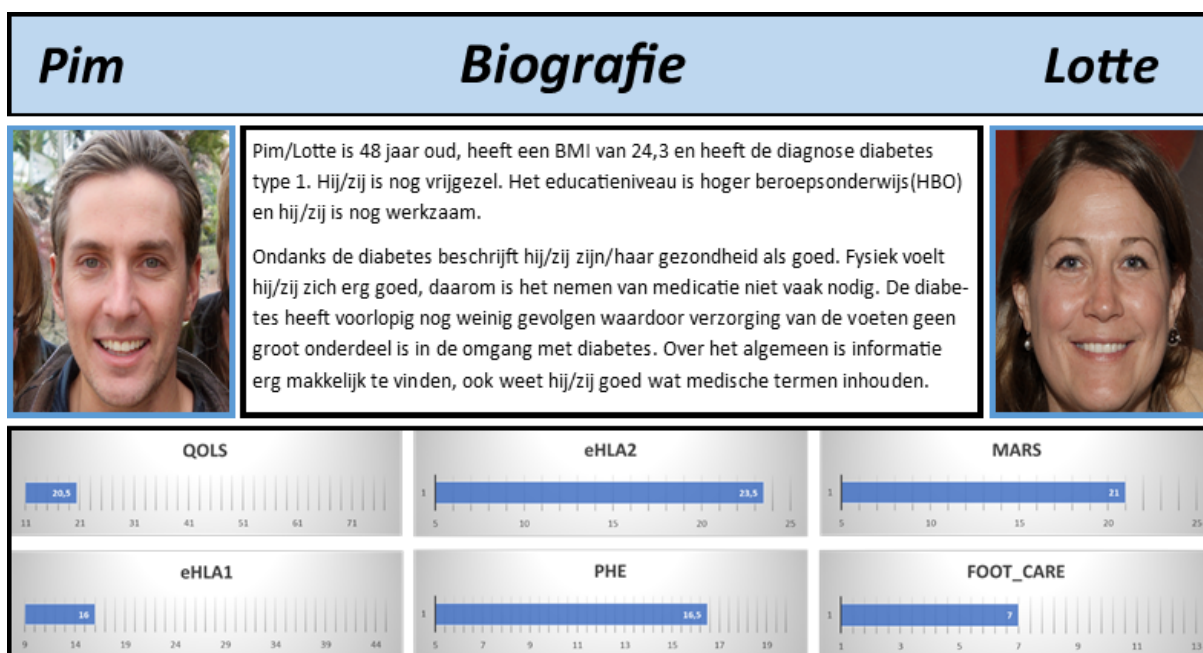 Pim Biografie Lotte
Pim/Lotte is 48 jaar oud, heeft een BMI van 24,3 en heeft de diagnose diabetes
type 1. Hij/zij is nog vrijgezel. Het educatieniveau is hoger beroepsonderwijs(HBO)
en hij/zij is nog werkzaam.
Ondanks de diabetes beschrijft hij/zij zijn/haar gezondheid als goed. Fysiek voelt
hij/zij zich erg goed, daarom is het nemen van medicatie niet vaak nodig. De diabe-
tes heeft voorlopig nog weinig gevolgen waardoor verzorging van de voeten geen
groot onderdeel is in de omgang met diabetes. Over het algemeen is informatie
erg makkelijk te vinden, ook weet hij/zij goed wat medische termen inhouden.
QOLS
20,5
11 21 31 41 51 61 71
eHLA2
1
23,5
5 10 15 20 25
MARS
1
21
5 10 15 20 25
eHLA1
16
9 14 19 24 29 34 39 44
PHE
1
16,5
5 7 9 11 13 15 17 19
FOOT_CARE
1
7
1 3 5 7 9 11 13